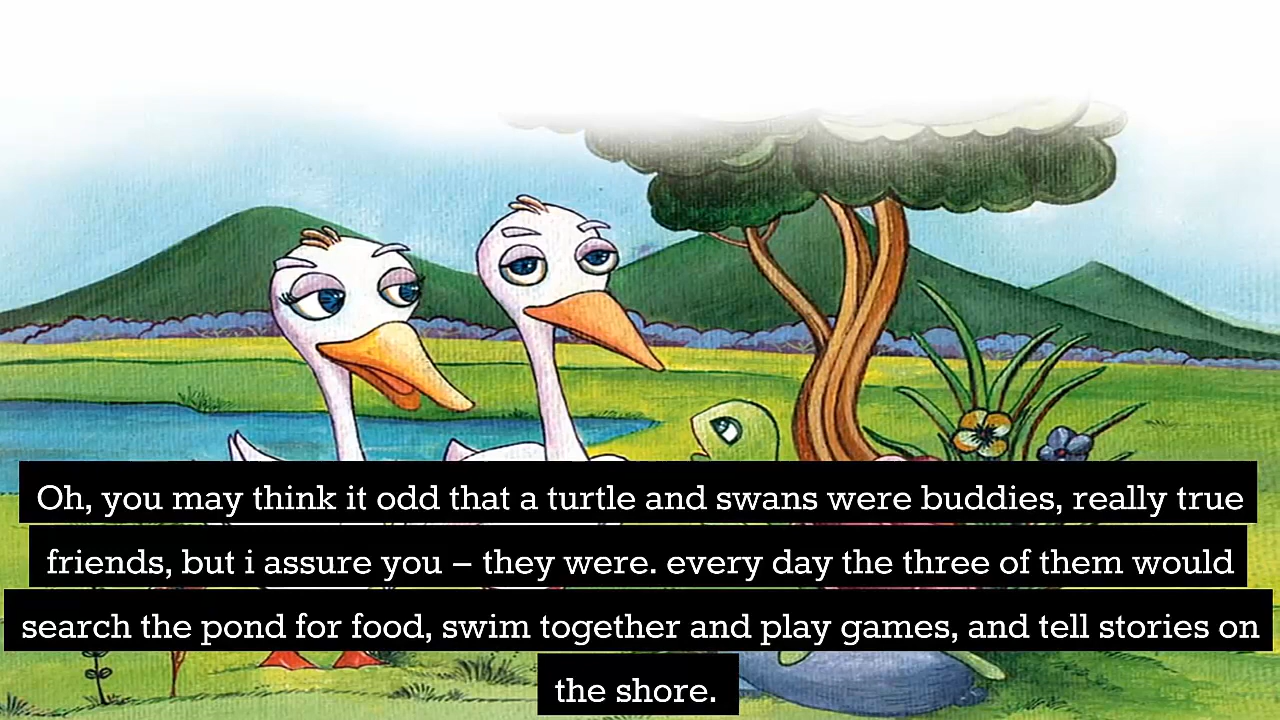 Oh, you may think it odd that a turtle and swans were buddies, really true
friends, but i assure you – they were. every day the three of them would
search the pond for food, swim together and play games, and tell stories on
the shore.